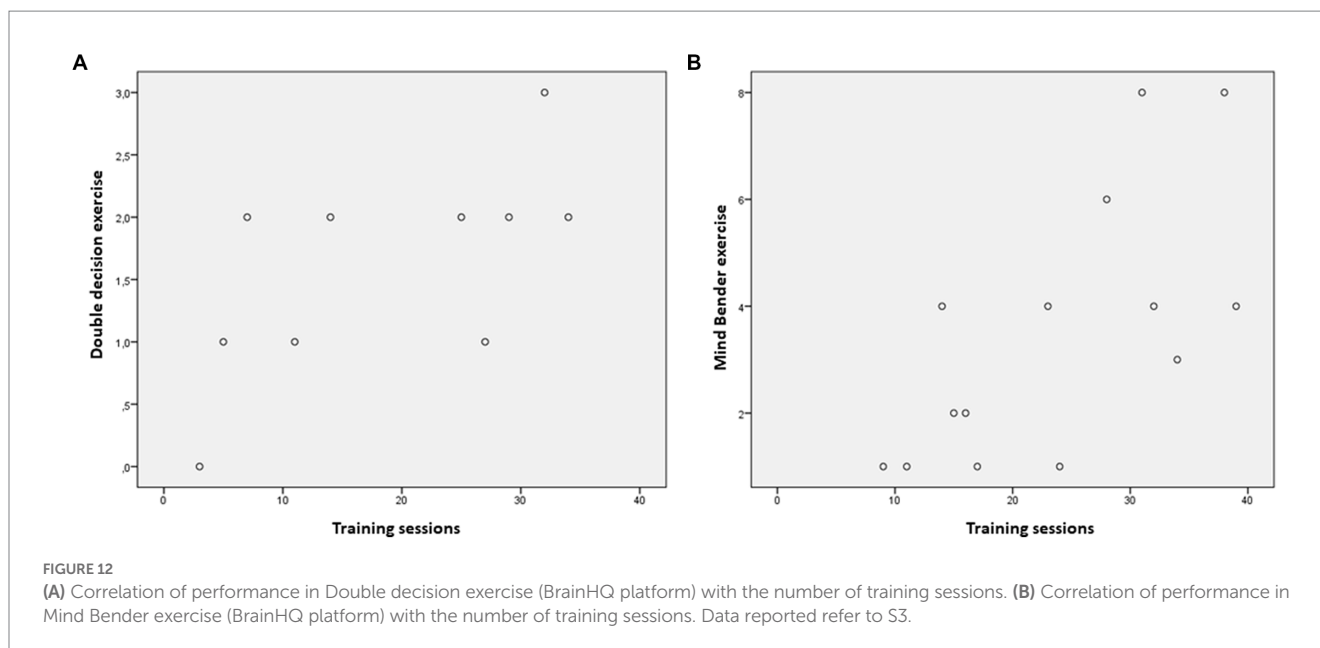 A
3,0
2,5
2,0
1,5
1,0
,5
,0
Double decision exercise
0 10 20 30 40
Training sessions
B
8
6
4
2
Mind Bender exercise
0 10 20 30 40
Training sessions
FIGURE 12
(A) Correlation of performance in Double decision exercise (BrainHQ platform) with the number of training sessions. (B) Correlation of performance in
Mind Bender exercise (BrainHQ platform) with the number of training sessions. Data reported refer to S3.